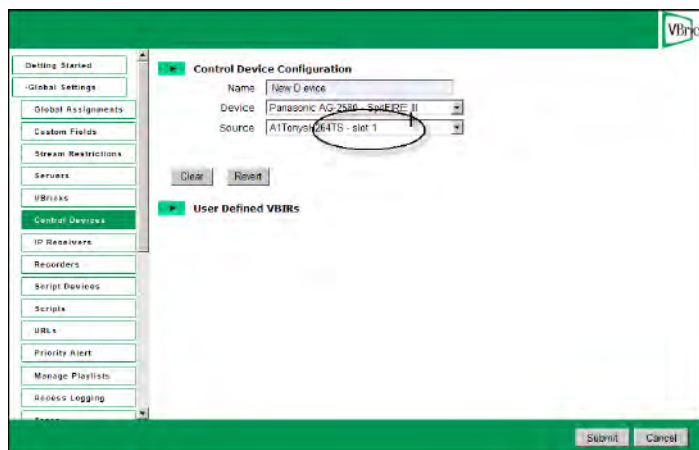 VBric
Getting Started
-Global Settings
Global Assignments
Custom Fields
Stream Restrictions
Servers
VBricks
Control Devices
IP Receivers
Recorders
Script Devices
Scripts
URLs
Priority Alert
Manage Playlists
Access Logging
Control Device Configuration
Name New Device
Device Panasonic AG-2580 - SpitFIRE II
Source A1TonysH264TS - slot 1
Clear Revert
User Defined VBIRs
Submit Cancel